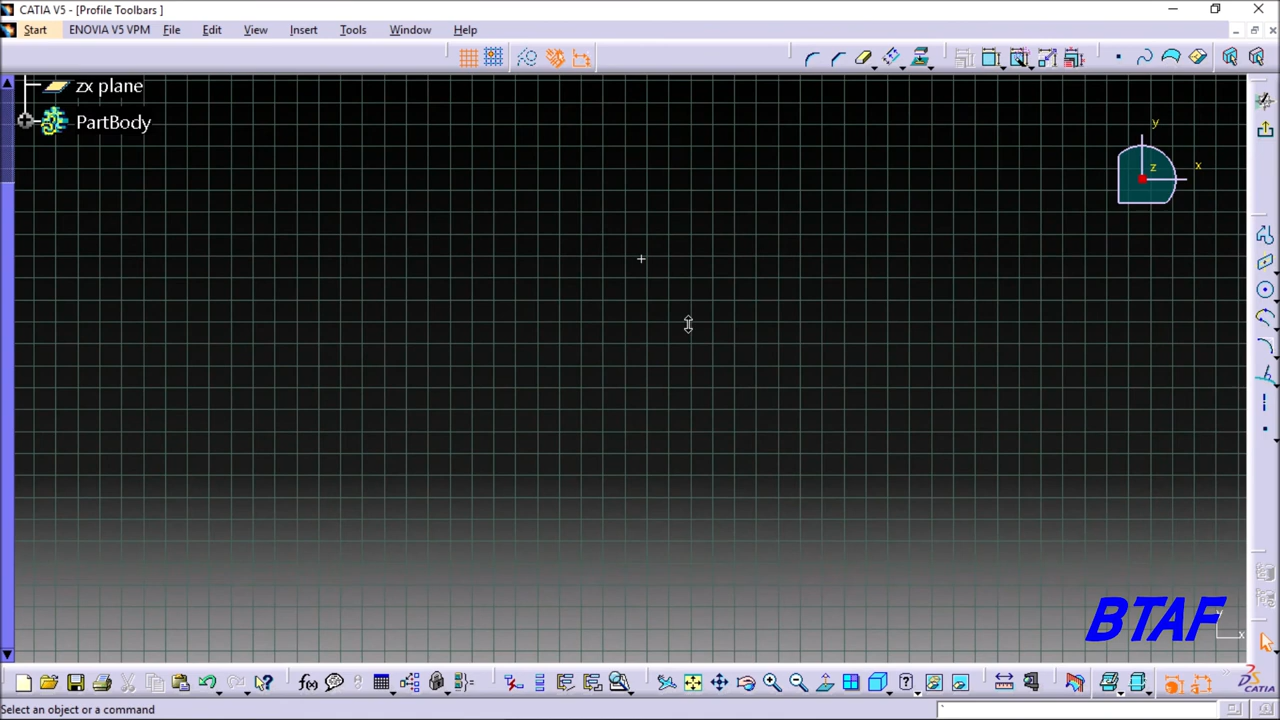 CATIA V5 - [Profile Toolbars ]
Start ENOVIA V5 VPM File Edit View Insert Tools Window Help
zx plane
PartBody
y
x
z
BTAF
x
f(x)
CATIA
Select an object or a command